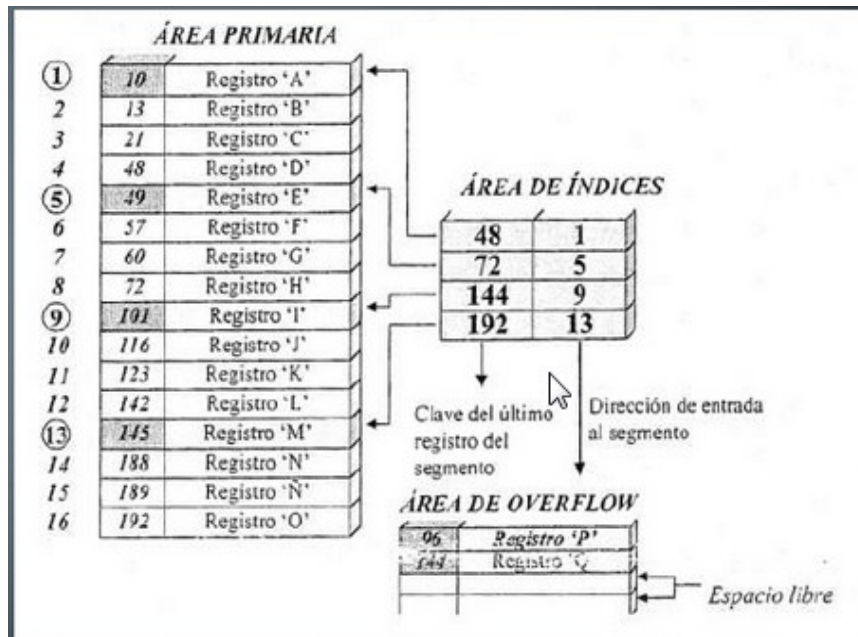 ÁREA PRIMARIA
1 10 Registro 'A'
2 13 Registro 'B'
3 21 Registro 'C'
4 48 Registro 'D'
5 49 Registro 'E'
6 57 Registro 'F'
7 60 Registro 'G'
8 72 Registro 'H'
9 101 Registro 'I'
10 116 Registro 'J'
11 123 Registro 'K'
12 142 Registro 'L'
13 145 Registro 'M'
14 188 Registro 'N'
15 189 Registro 'Ñ'
16 192 Registro 'O'
ÁREA DE ÍNDICES
48 1
72 5
144 9
192 13
Clave del último
registro del
segmento
Dirección de entrada
al segmento
ÁREA DE OVERFLOW
96 Registro 'P'
144 Registro 'Q
Espacio libre